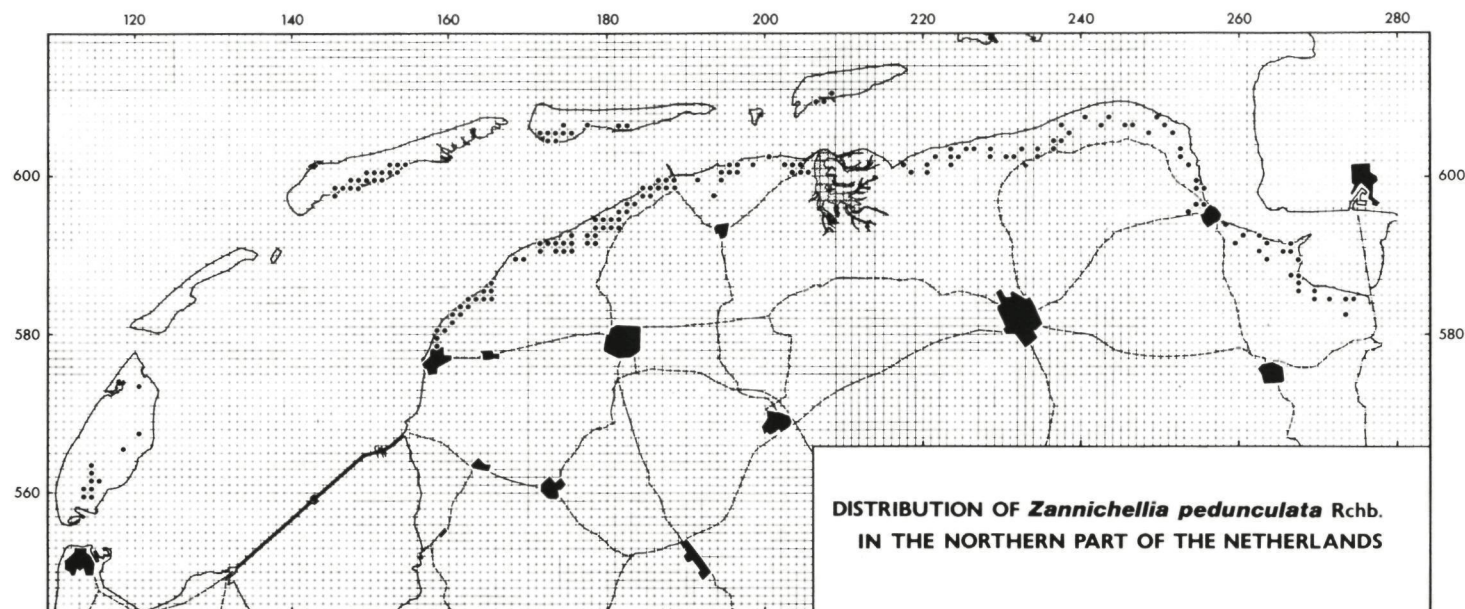 120 140 160 180 200 220 240 260 280
600 600
580 580
560
DISTRIBUTION OF Zannichellia pedunculata Rchb.
IN THE NORTHERN PART OF THE NETHERLANDS